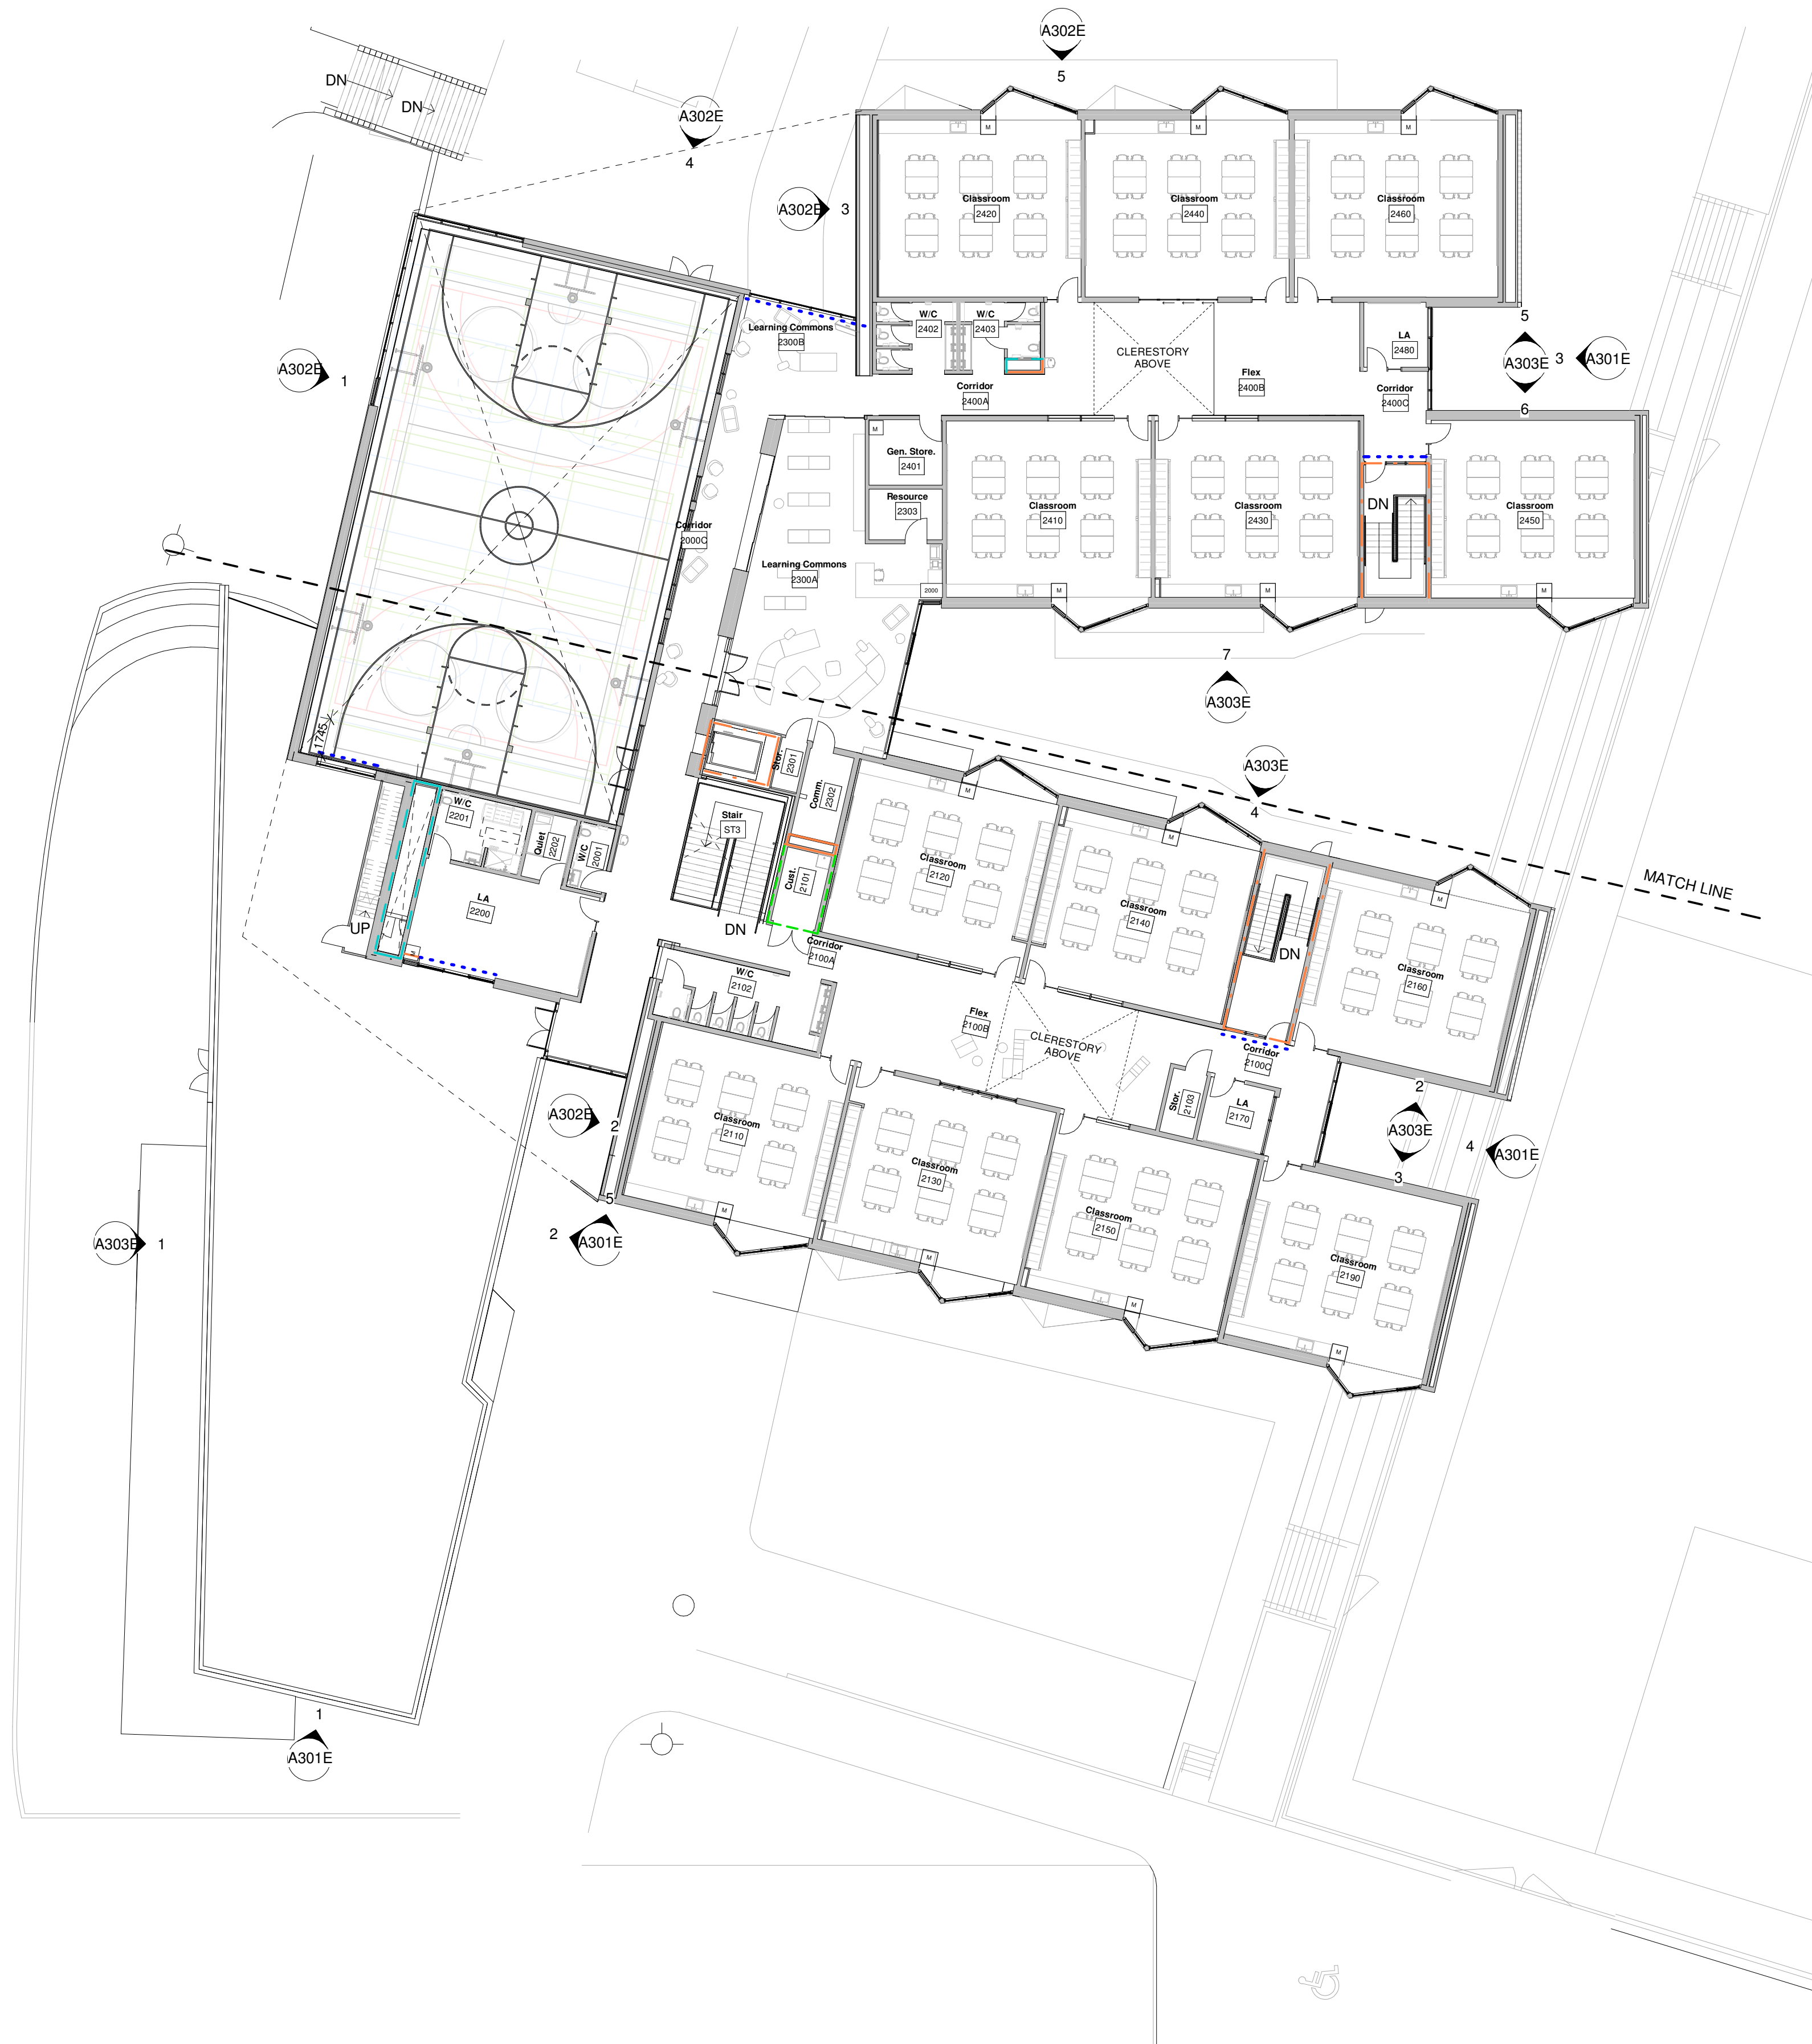 A302E
5
DN
DN
A302E
4
A302E
3
M
M
M
Classroom
2420
Classroom
2440
Classroom
2460
W/C
2402
W/C
2403
Learning Commons
2300B
CLERESTORY
ABOVE
LA
2480
5
A303E
6
3
A301E
A302E
1
Corridor
2400A
Flex
2400B
Corridor
2400C
M
Gen. Store.
2401
Resource
2303
Classroom
2410
Classroom
2430
DN
Classroom
2450
Corridor
2000C
Learning Commons
2300A
2000
M
M
M
7
A303E
1745
Stor.
2301
Comm.
2302
A303E
4
M
M
M
MATCH LINE
W/C
2201
Quiet
2202
W/C
2001
Stair
ST3
Cust.
2101
Classroom
2120
Classroom
2140
DN
Classroom
2160
LA
2200
UP
DN
Corridor
2100A
W/C
2102
Flex
2100B
CLERESTORY
ABOVE
Corridor
2100C
Stor.
2103
LA
2170
A302E
2
Classroom
2110
Classroom
2130
Classroom
2150
Classroom
2190
2
A303E
3
4
A301E
5
2
A301E
M
M
M
M
A303E
1
1
A301E